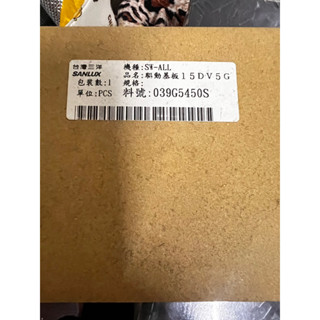 台灣三洋 機種:SW-ALL
SANLUX 品名:驅動基板１５ＤＶ５Ｇ
包裝數:1 規格:
單位:PCS 料號:039G5450S